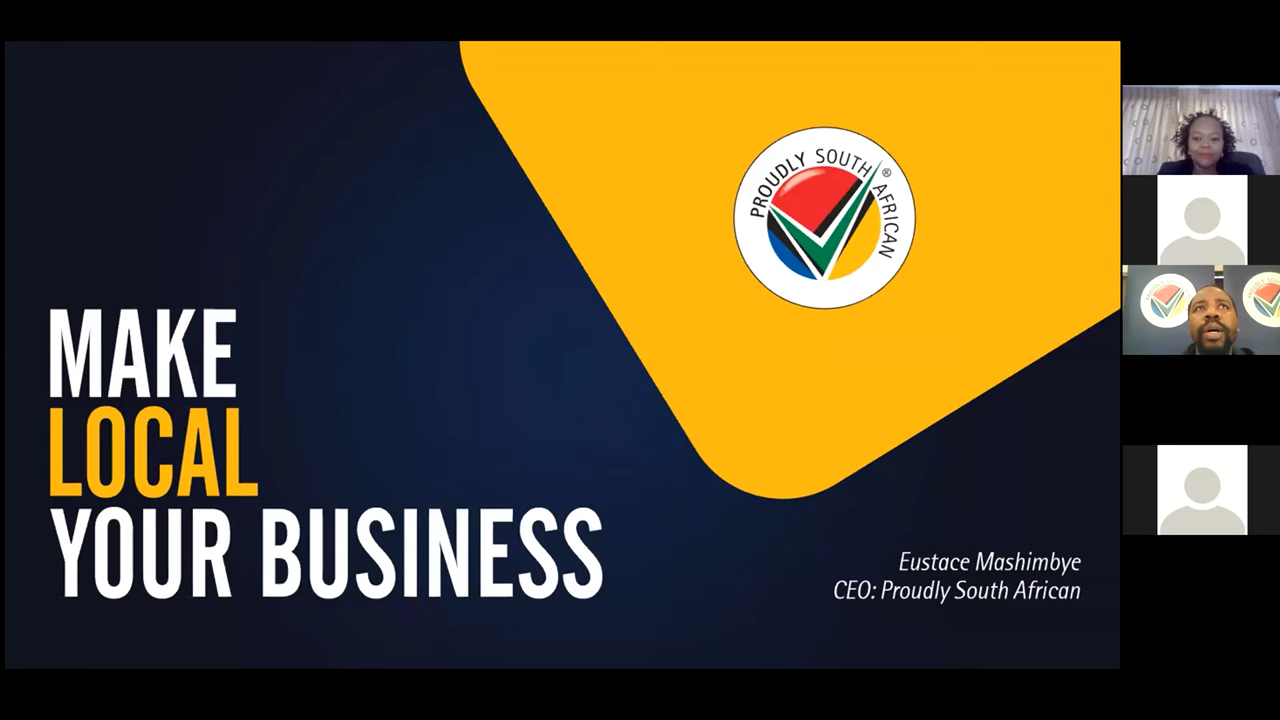 PROUDLY SOUTH AFRICAN
®
MAKE
LOCAL
YOUR BUSINESS
Eustace Mashimbye
CEO: Proudly South African